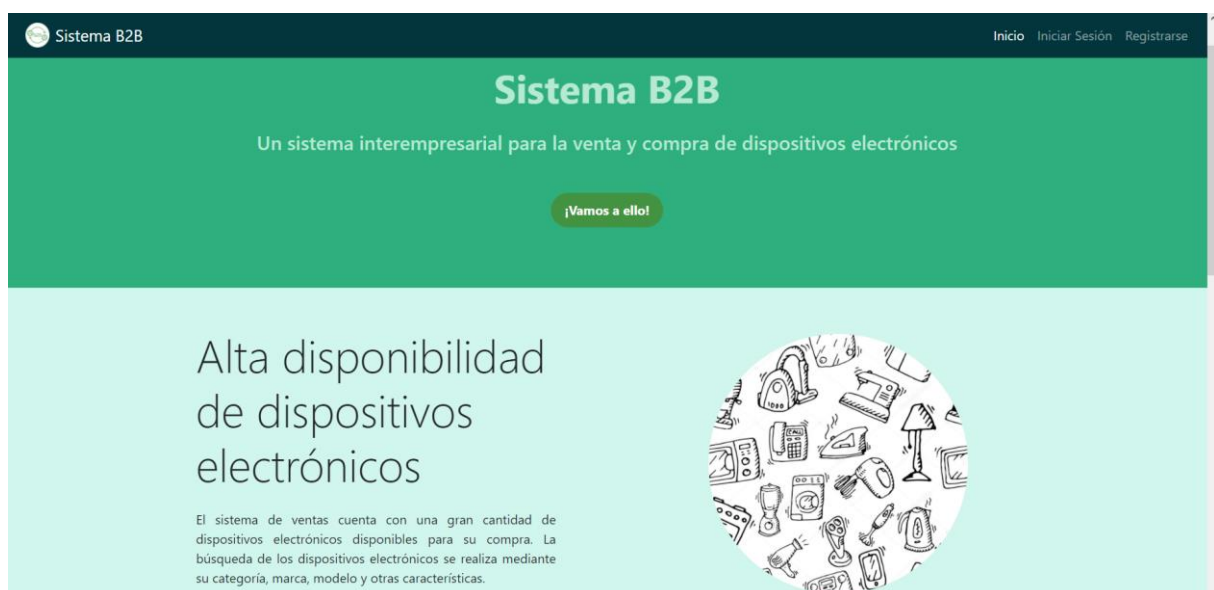 Sistema B2B
Inicio Iniciar Sesión Registrarse
Sistema B2B
Un sistema interempresarial para la venta y compra de dispositivos electrónicos
¡Vamos a ello!
Alta disponibilidad
de dispositivos
electrónicos
El sistema de ventas cuenta con una gran cantidad de
dispositivos electrónicos disponibles para su compra. La
búsqueda de los dispositivos electrónicos se realiza mediante
su categoría, marca, modelo y otras características.